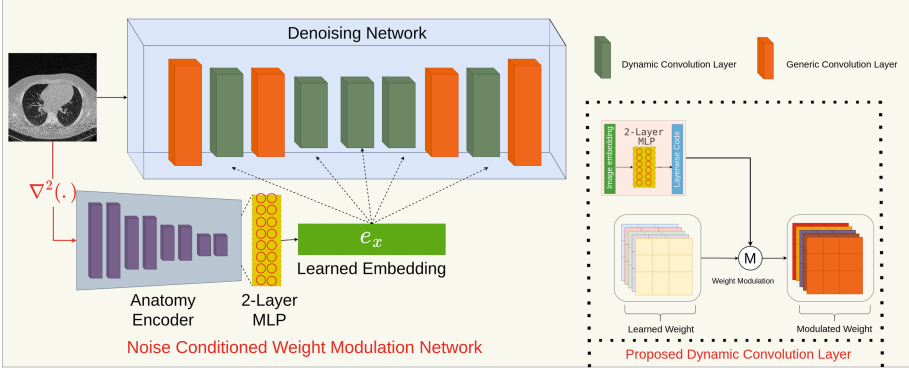 Denoising Network
Dynamic Convolution Layer
Generic Convolution Layer
∇²(.)
eₓ
Learned Embedding
Anatomy
Encoder
2-Layer
MLP
Noise Conditioned Weight Modulation Network
Image embedding
2-Layer
MLP
Layerwise Code
M
Weight Modulation
Learned Weight
Modulated Weight
Proposed Dynamic Convolution Layer